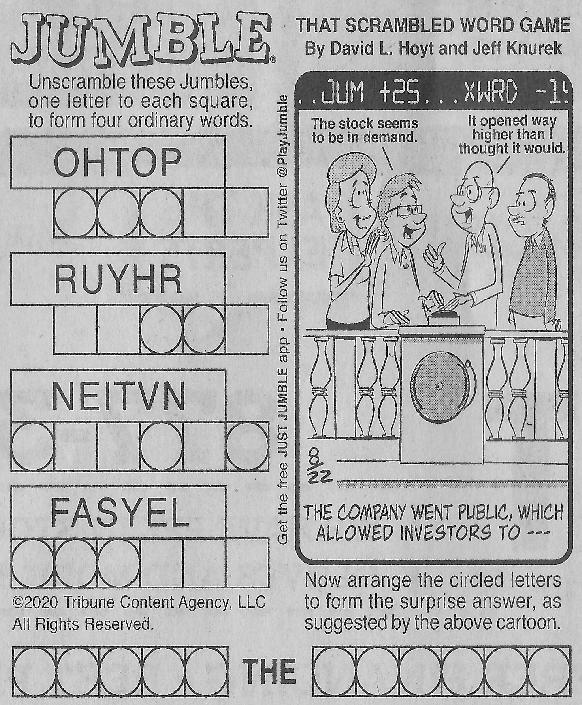 JUMBLE
Unscramble these Jumbles,
one letter to each square,
to form four ordinary words.
OHTOP
RUYHR
NEITVN
FASYEL
©2020 Tribune Content Agency, LLC
All Rights Reserved.
Get the free JUST JUMBLE app • Follow us on Twitter @PlayJumble
THAT SCRAMBLED WORD GAME
By David L. Hoyt and Jeff Knurek
..JUM +25...XWRD -1
The stock seems
to be in demand.
It opened way
higher than I
thought it would.
8
22
THE COMPANY WENT PUBLIC, WHICH
ALLOWED INVESTORS TO ---
Now arrange the circled letters
to form the surprise answer, as
suggested by the above cartoon.
THE